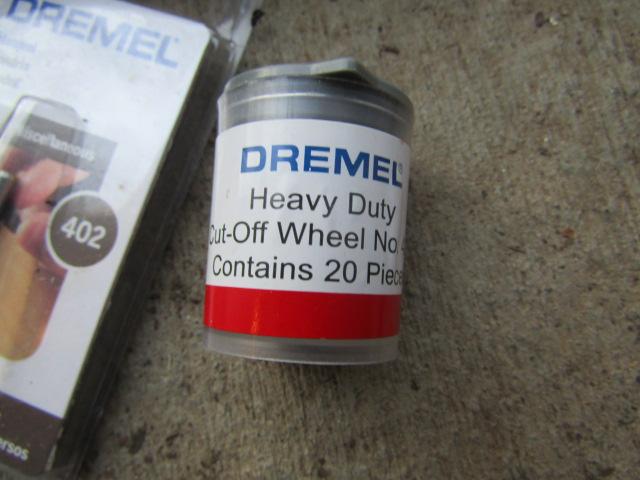 DREMEL
402
DREMEL®
Heavy Duty
Cut-Off Wheel No.
Contains 20 Piece